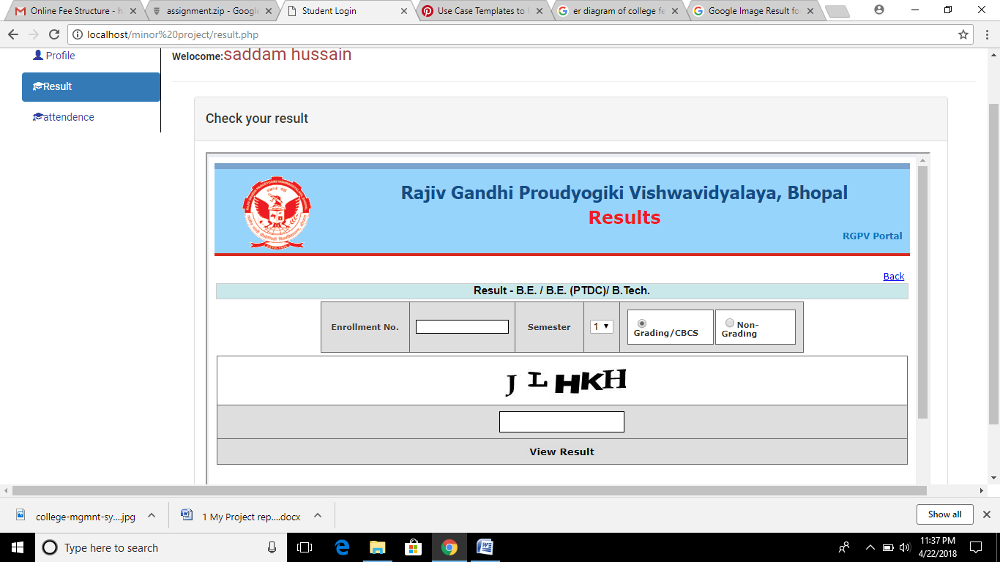 Online Fee Structure - h
assignment.zip - Googl
Student Login
Use Case Templates to
er diagram of college fe
Google Image Result fo
localhost/minor%20project/result.php
Profile
Result
attendence
Welocome:saddam hussain
Check your result
Rajiv Gandhi Proudyogiki Vishwavidyalaya, Bhopal
Results
RGPV Portal
Back
Result - B.E. / B.E. (PTDC)/ B.Tech.
Enrollment No.
Semester
1
Grading/CBCS
Non-
Grading
J L HKH
View Result
college-mgmnt-sy....jpg
1 My Project rep....docx
Show all
Type here to search
11:37 PM
4/22/2018